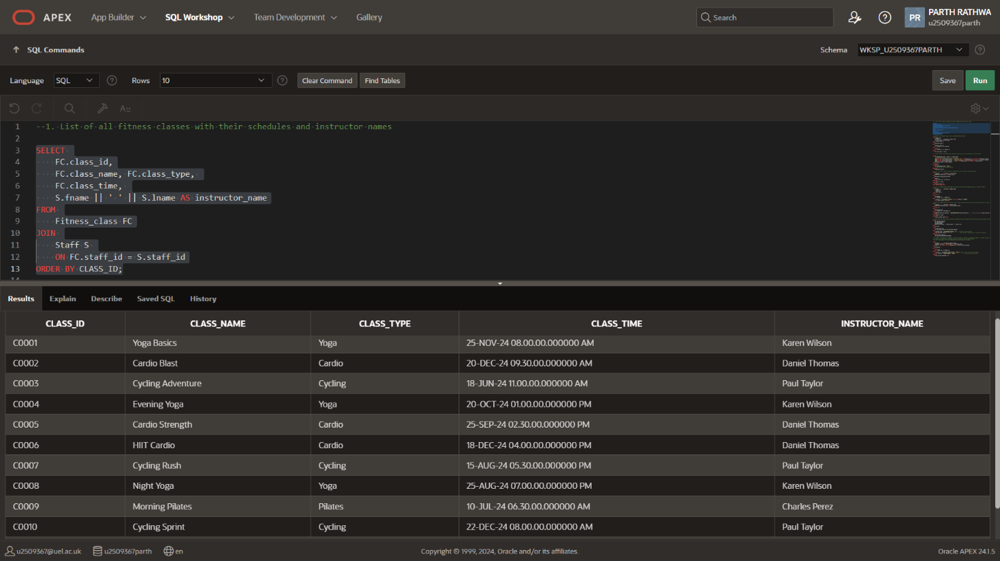 APEX App Builder SQL Workshop Team Development Gallery Search PR PARTH RATHWA
u2509367parth
SQL Commands Schema WKSP_U2509367PARTH
Language SQL Rows 10 Clear Command Find Tables Save Run
1 --1. List of all fitness classes with their schedules and instructor names
2
3 SELECT
4 FC.class_id,
5 FC.class_name, FC.class_type,
6 FC.class_time,
7 S.fname || ' ' || S.lname AS instructor_name
8 FROM
9 Fitness_class FC
10 JOIN
11 Staff S
12 ON FC.staff_id = S.staff_id
13 ORDER BY CLASS_ID;
14
Results Explain Describe Saved SQL History
CLASS_ID CLASS_NAME CLASS_TYPE CLASS_TIME INSTRUCTOR_NAME
C0001 Yoga Basics Yoga 25-NOV-24 08.00.00.000000 AM Karen Wilson
C0002 Cardio Blast Cardio 20-DEC-24 09.30.00.000000 AM Daniel Thomas
C0003 Cycling Adventure Cycling 18-JUN-24 11.00.00.000000 AM Paul Taylor
C0004 Evening Yoga Yoga 20-OCT-24 01.00.00.000000 PM Karen Wilson
C0005 Cardio Strength Cardio 25-SEP-24 02.30.00.000000 PM Daniel Thomas
C0006 HIIT Cardio Cardio 18-DEC-24 04.00.00.000000 PM Daniel Thomas
C0007 Cycling Rush Cycling 15-AUG-24 05.30.00.000000 PM Paul Taylor
C0008 Night Yoga Yoga 25-AUG-24 07.00.00.000000 PM Karen Wilson
C0009 Morning Pilates Pilates 10-JUL-24 06.30.00.000000 AM Charles Perez
C0010 Cycling Sprint Cycling 22-DEC-24 08.00.00.000000 AM Paul Taylor
u2509367@uel.ac.uk u2509367parth en Copyright © 1999, 2024, Oracle and/or its affiliates. Oracle APEX 24.1.5